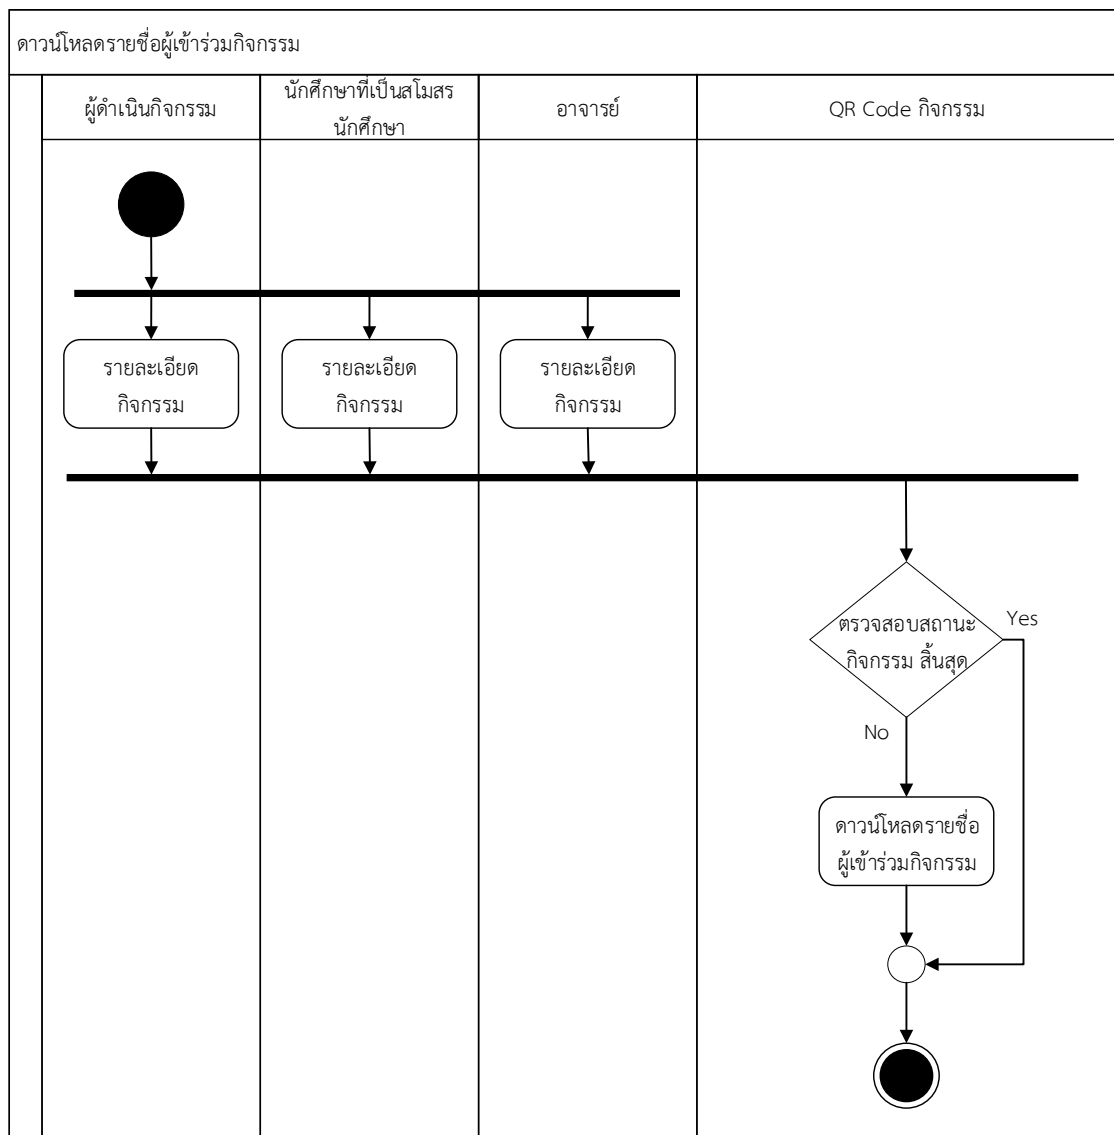 ดาวน์โหลดรายชื่อผู้เข้าร่วมกิจกรรม
ผู้ดำเนินกิจกรรม
นักศึกษาที่เป็นสโมสร
นักศึกษา
อาจารย์
QR Code กิจกรรม
รายละเอียด
กิจกรรม
รายละเอียด
กิจกรรม
รายละเอียด
กิจกรรม
ตรวจสอบสถานะ
กิจกรรม สิ้นสุด
Yes
No
ดาวน์โหลดรายชื่อ
ผู้เข้าร่วมกิจกรรม